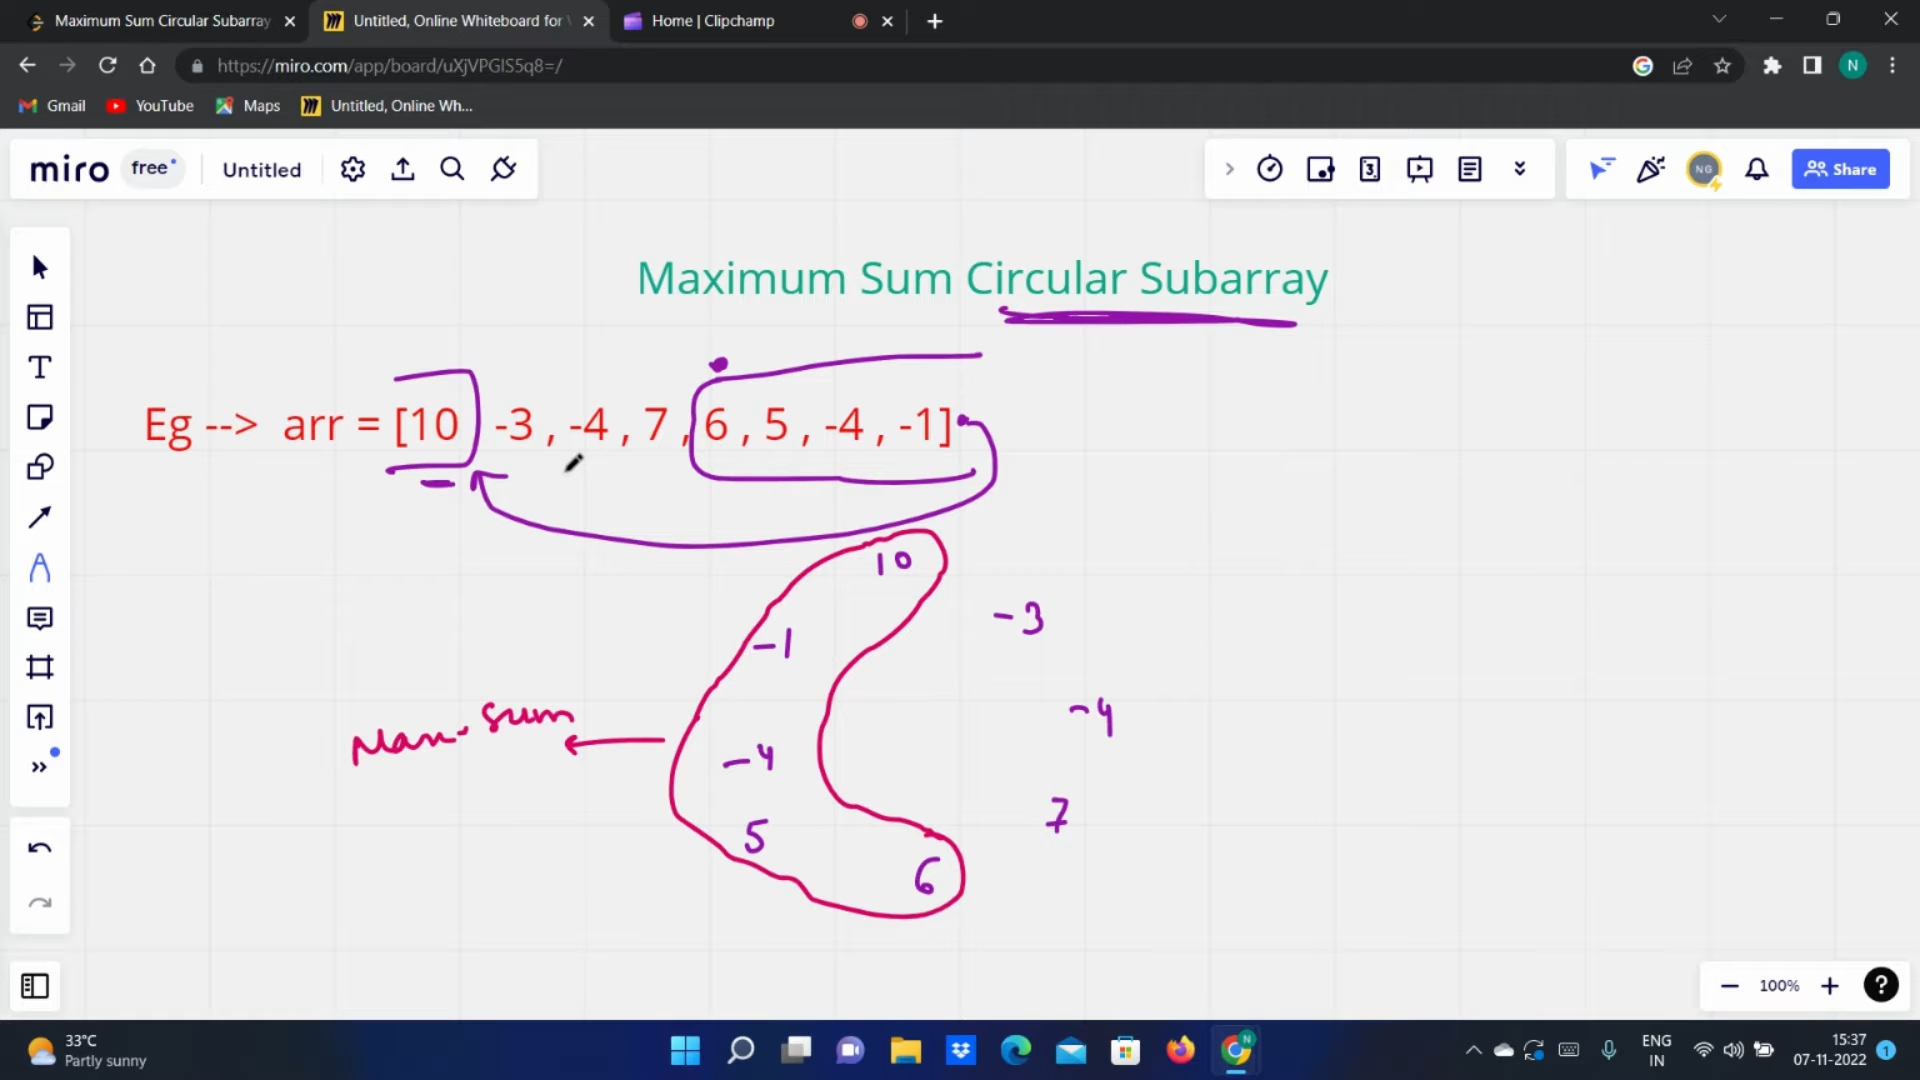 Maximum Sum Circular Subarray
Untitled, Online Whiteboard for V
Home | Clipchamp
https://miro.com/app/board/uXjVPGlS5q8=/
N
Gmail
YouTube
Maps
Untitled, Online Wh...
miro
free
Untitled
NG
Share
Maximum Sum Circular Subarray
Eg --> arr = [10 -3 , -4 , 7 , 6 , 5 , -4 , -1]
10
-3
-1
-4
Max. Sum
-4
7
5
6
100%
?
33°C
Partly sunny
ENG
IN
15:37
07-11-2022
1